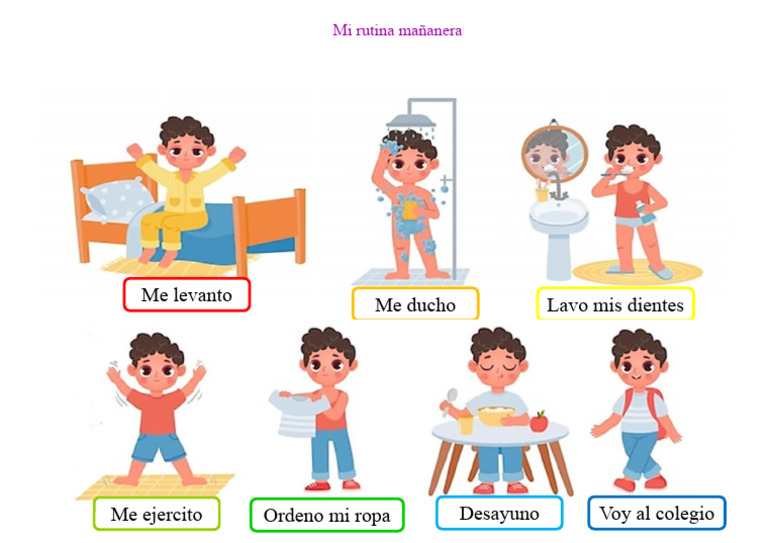 Mi rutina mañanera
Me levanto
Me ducho
Lavo mis dientes
Me ejercito
Ordeno mi ropa
Desayuno
Voy al colegio